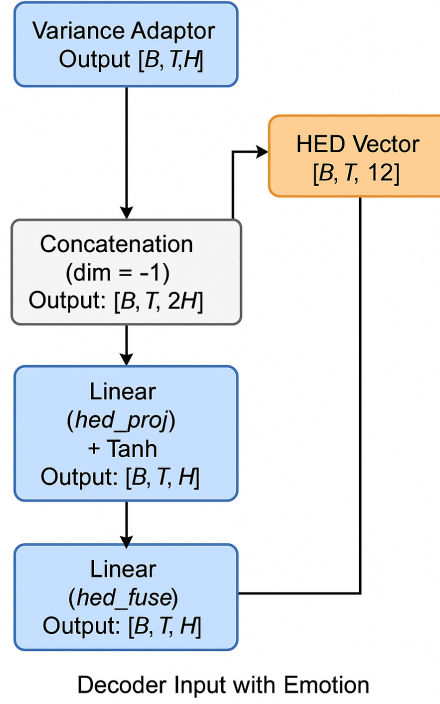 Variance Adaptor
Output [B, T,H]
HED Vector
[B, T, 12]
Concatenation
(dim = -1)
Output: [B, T, 2H]
Linear
(hed_proj)
+ Tanh
Output: [B, T, H]
Linear
(hed_fuse)
Output: [B, T, H]
Decoder Input with Emotion